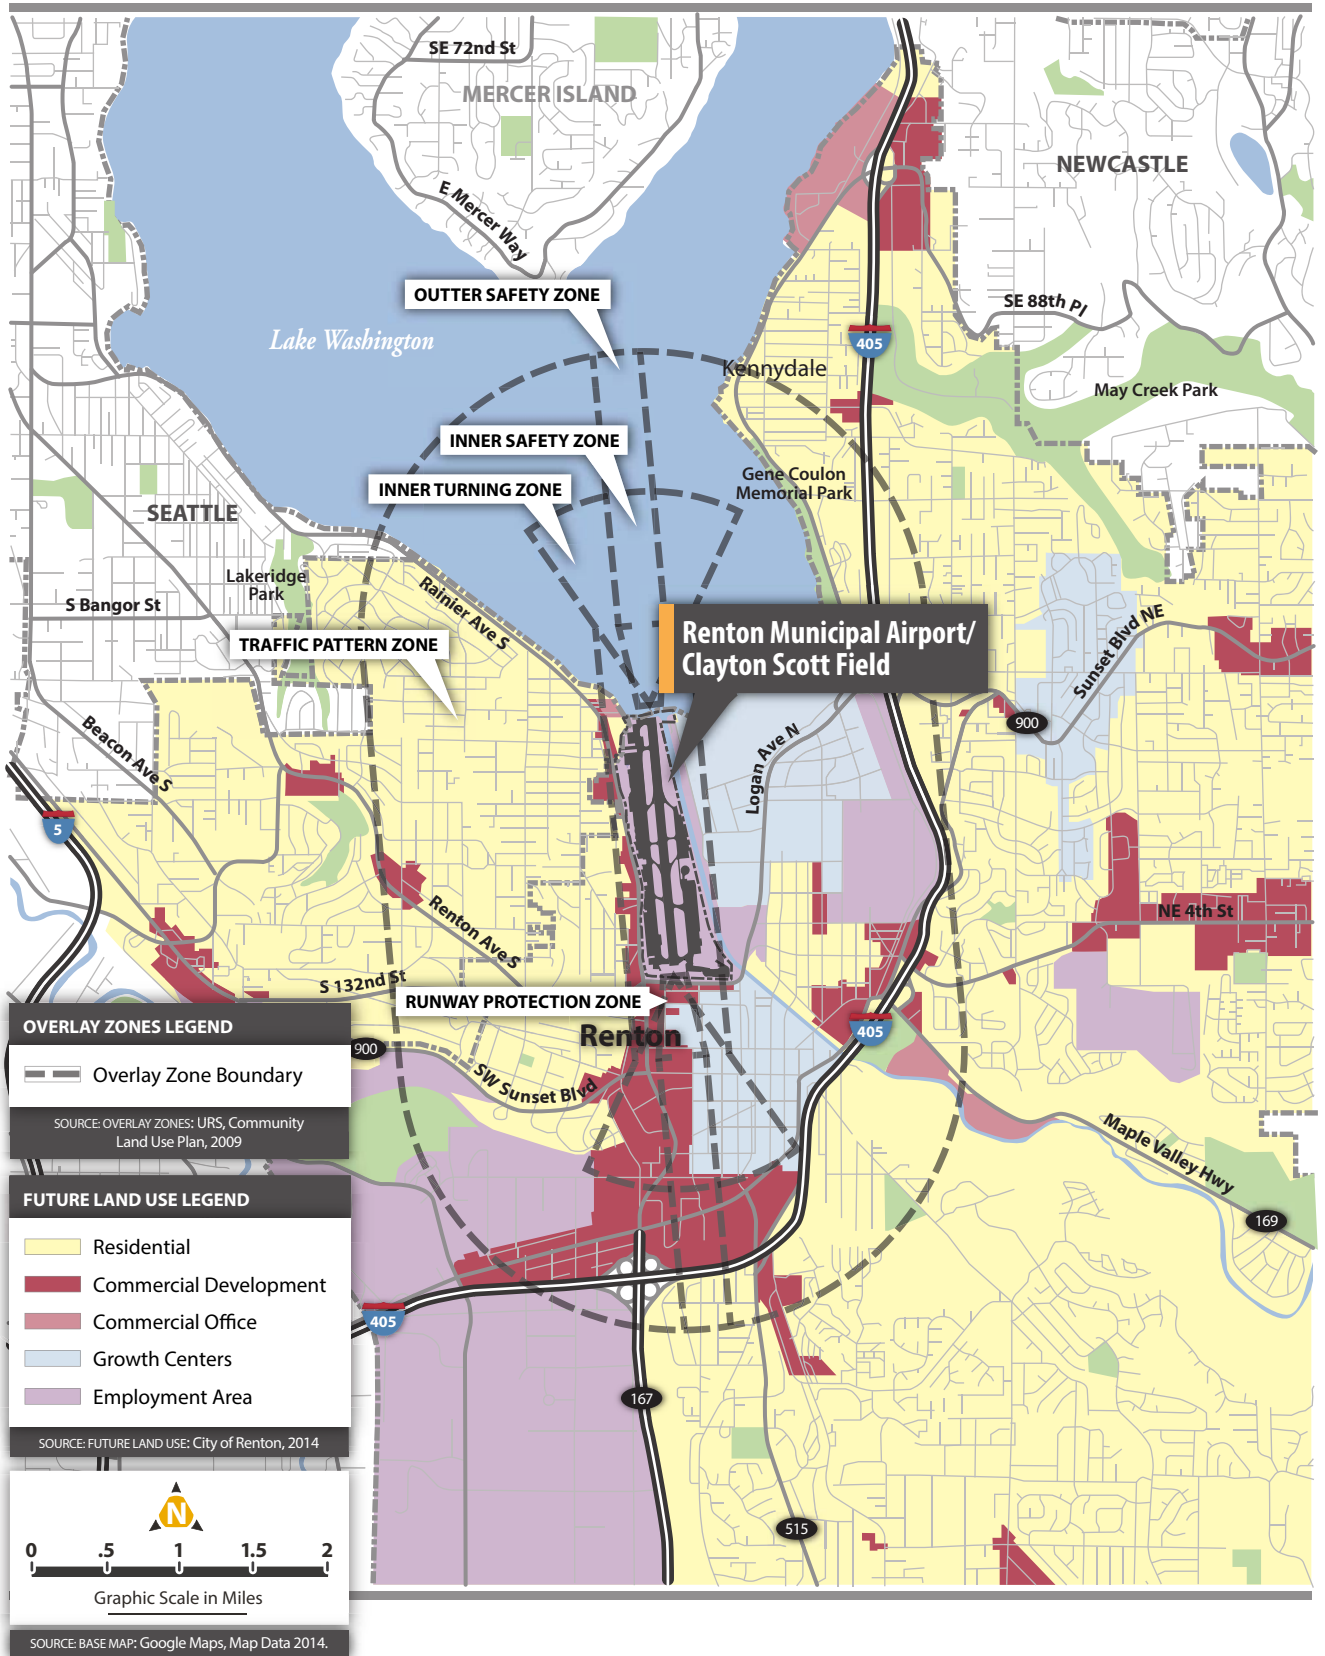 SE 72nd St
MERCER ISLAND
NEWCASTLE
E Mercer Way
OUTTER SAFETY ZONE
SE 88th Pl
Lake Washington
405
Kennydale
May Creek Park
INNER SAFETY ZONE
Gene Coulon
Memorial Park
INNER TURNING ZONE
SEATTLE
Lakeridge
Park
Rainier Ave S
S Bangor St
TRAFFIC PATTERN ZONE
Renton Municipal Airport/
Clayton Scott Field
Sunset Blvd NE
900
Beacon Ave S
Logan Ave N
5
NE 4th St
Renton Ave S
S 132nd St
RUNWAY PROTECTION ZONE
Renton
405
900
SW Sunset Blvd
Maple Valley Hwy
169
405
167
515
OVERLAY ZONES LEGEND
Overlay Zone Boundary
SOURCE: OVERLAY ZONES: URS, Community
Land Use Plan, 2009
FUTURE LAND USE LEGEND
Residential
Commercial Development
Commercial Office
Growth Centers
Employment Area
SOURCE: FUTURE LAND USE: City of Renton, 2014
N
0 .5 1 1.5 2
Graphic Scale in Miles
SOURCE: BASE MAP: Google Maps, Map Data 2014.